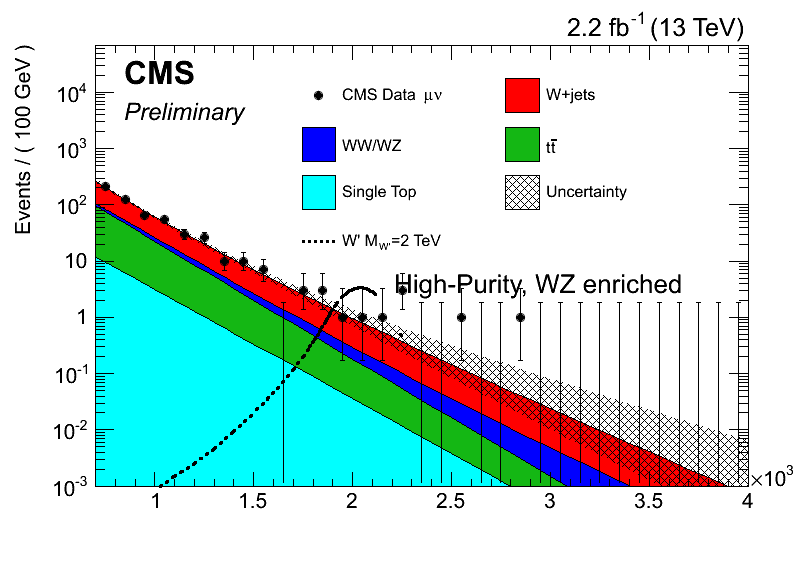 2.2 fb⁻¹ (13 TeV)
CMS
Preliminary
CMS Data μν
W+jets
WW/WZ
tt̄
Single Top
Uncertainty
W' M_W'=2 TeV
High-Purity, WZ enriched
Events / ( 100 GeV )
10⁴
10³
10²
10
1
10⁻¹
10⁻²
10⁻³
1 1.5 2 2.5 3 3.5 4
×10³